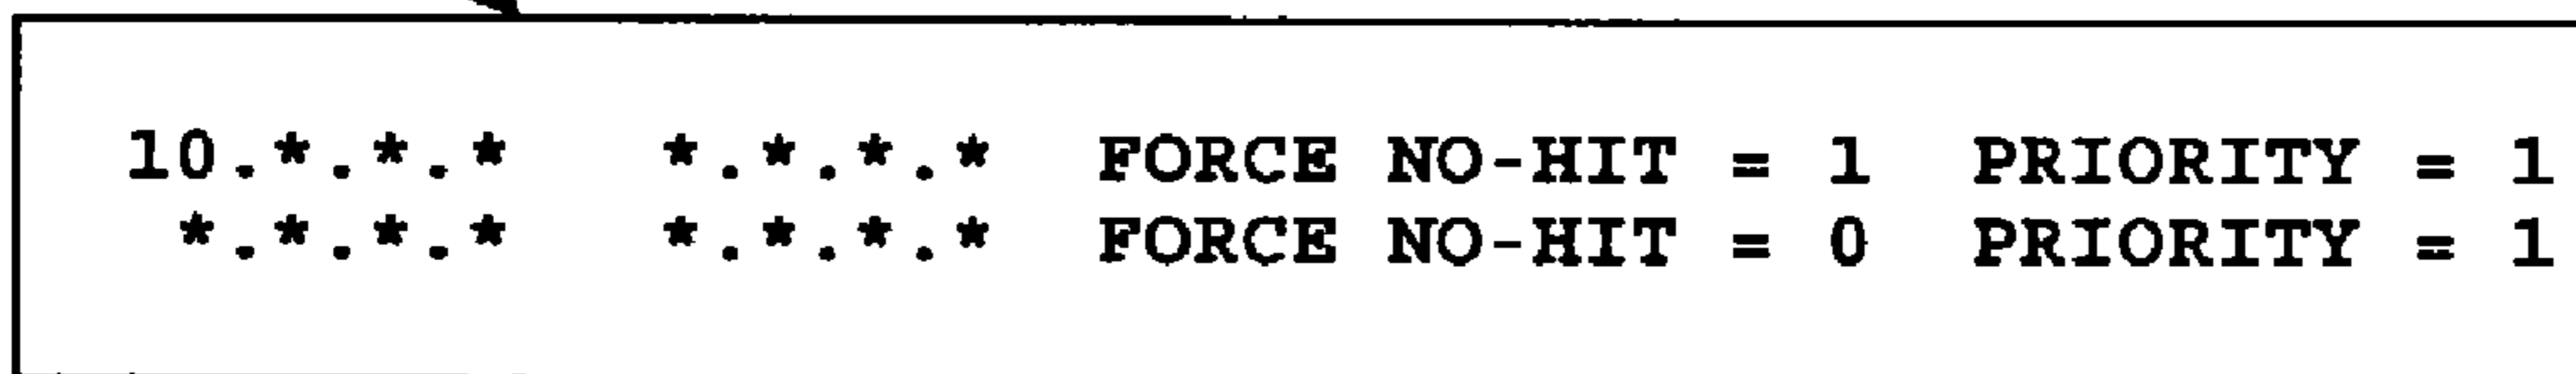 10.*.*.* *.*.*.* FORCE NO-HIT = 1 PRIORITY = 1
*.*.*.* *.*.*.* FORCE NO-HIT = 0 PRIORITY = 1